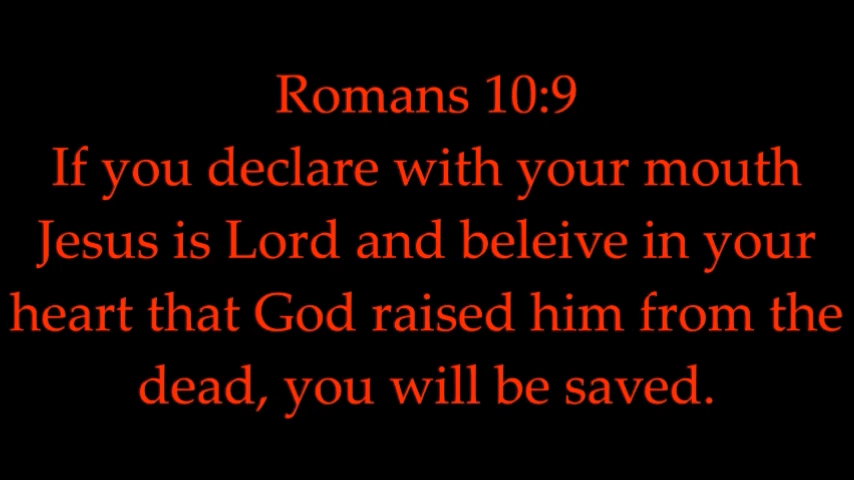 Romans 10:9
If you declare with your mouth
Jesus is Lord and beleive in your
heart that God raised him from the
dead, you will be saved.